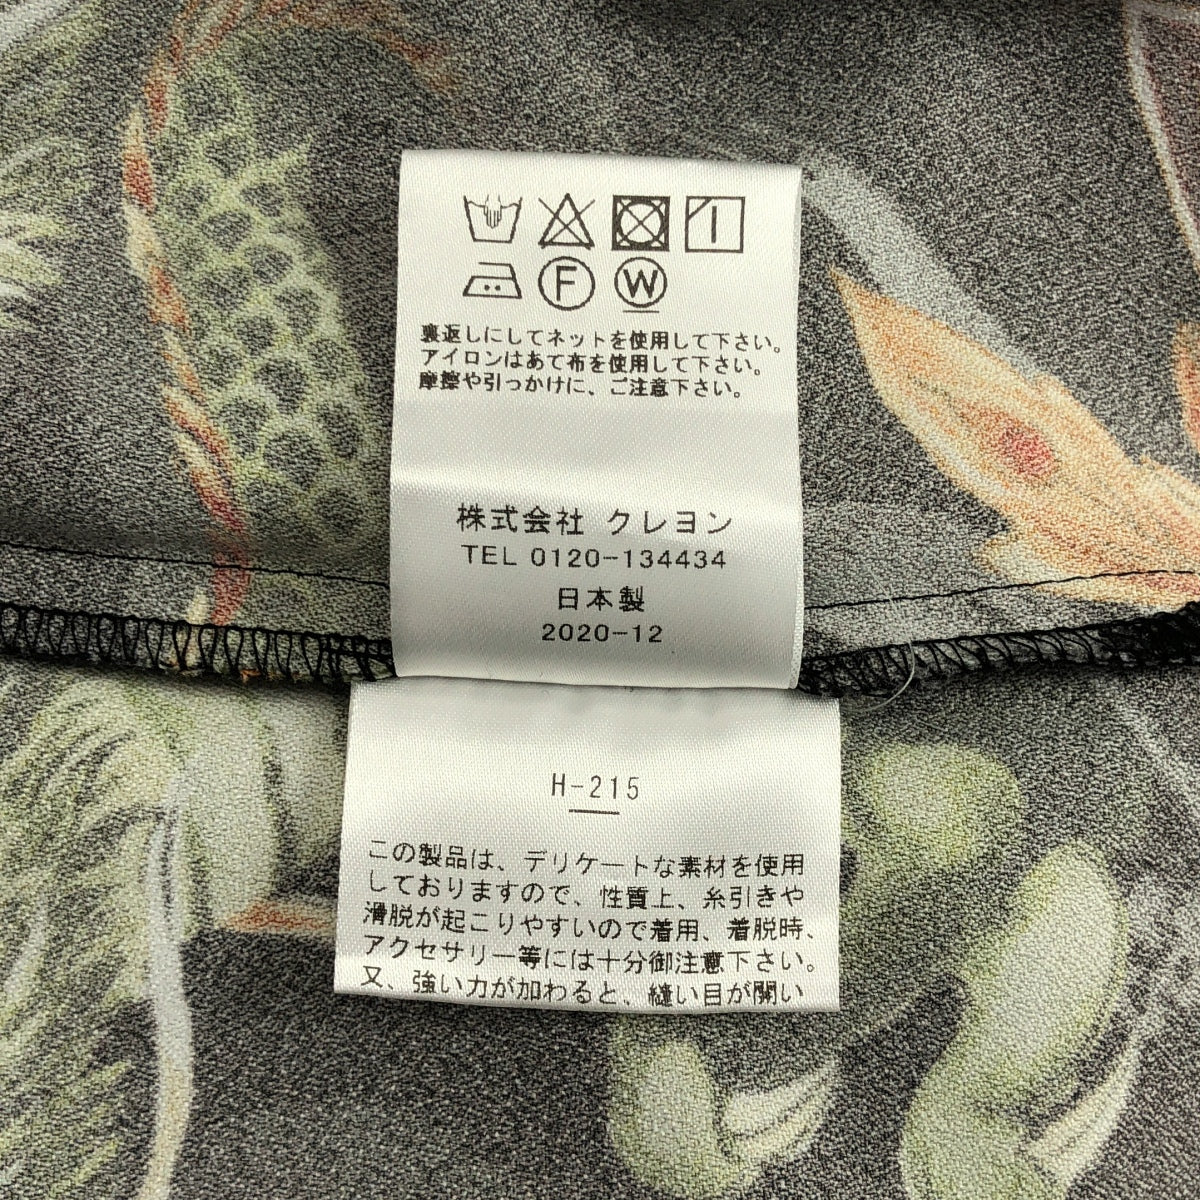 F W
裏返しにしてネットを使用して下さい。
アイロンはあて布を使用して下さい。
摩擦や引っかけに、ご注意下さい。
株式会社 クレヨン
TEL 0120-134434
日本製
2020-12
H-215
この製品は、デリケートな素材を使用
しておりますので、性質上、糸引きや
滑脱が起こりやすいので着用、着脱時、
アクセサリー等には十分御注意下さい。
又、強い力が加わると、縫い目が開い